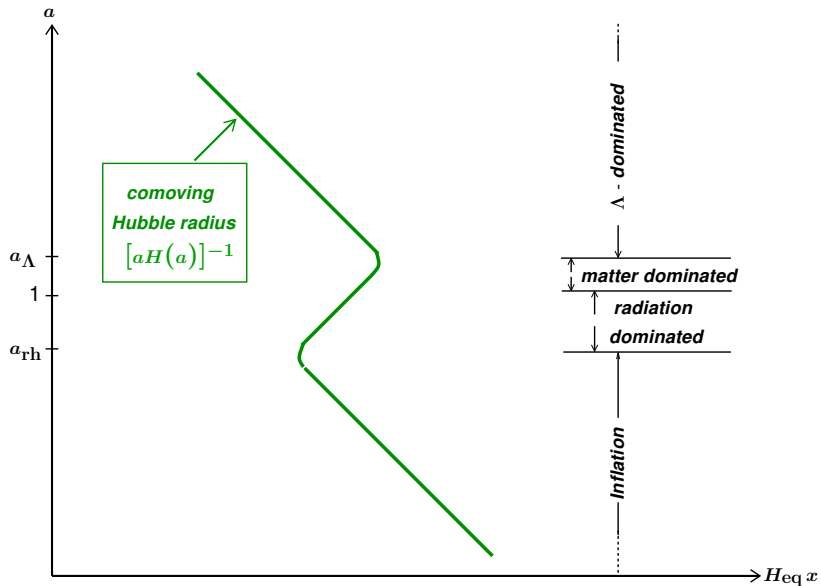 a
comoving
Hubble radius
[aH(a)]⁻¹
a_Λ
1
a_rh
H_eq x
Λ - dominated
matter dominated
radiation
dominated
Inflation